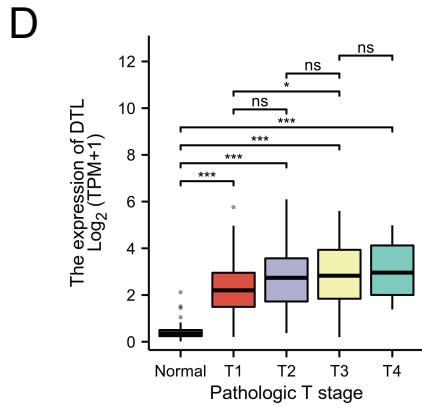 D
The expression of DTL
Log2 (TPM+1)
12
10
8
6
4
2
0
ns
ns
*
ns
***
***
***
***
Normal T1 T2 T3 T4
Pathologic T stage